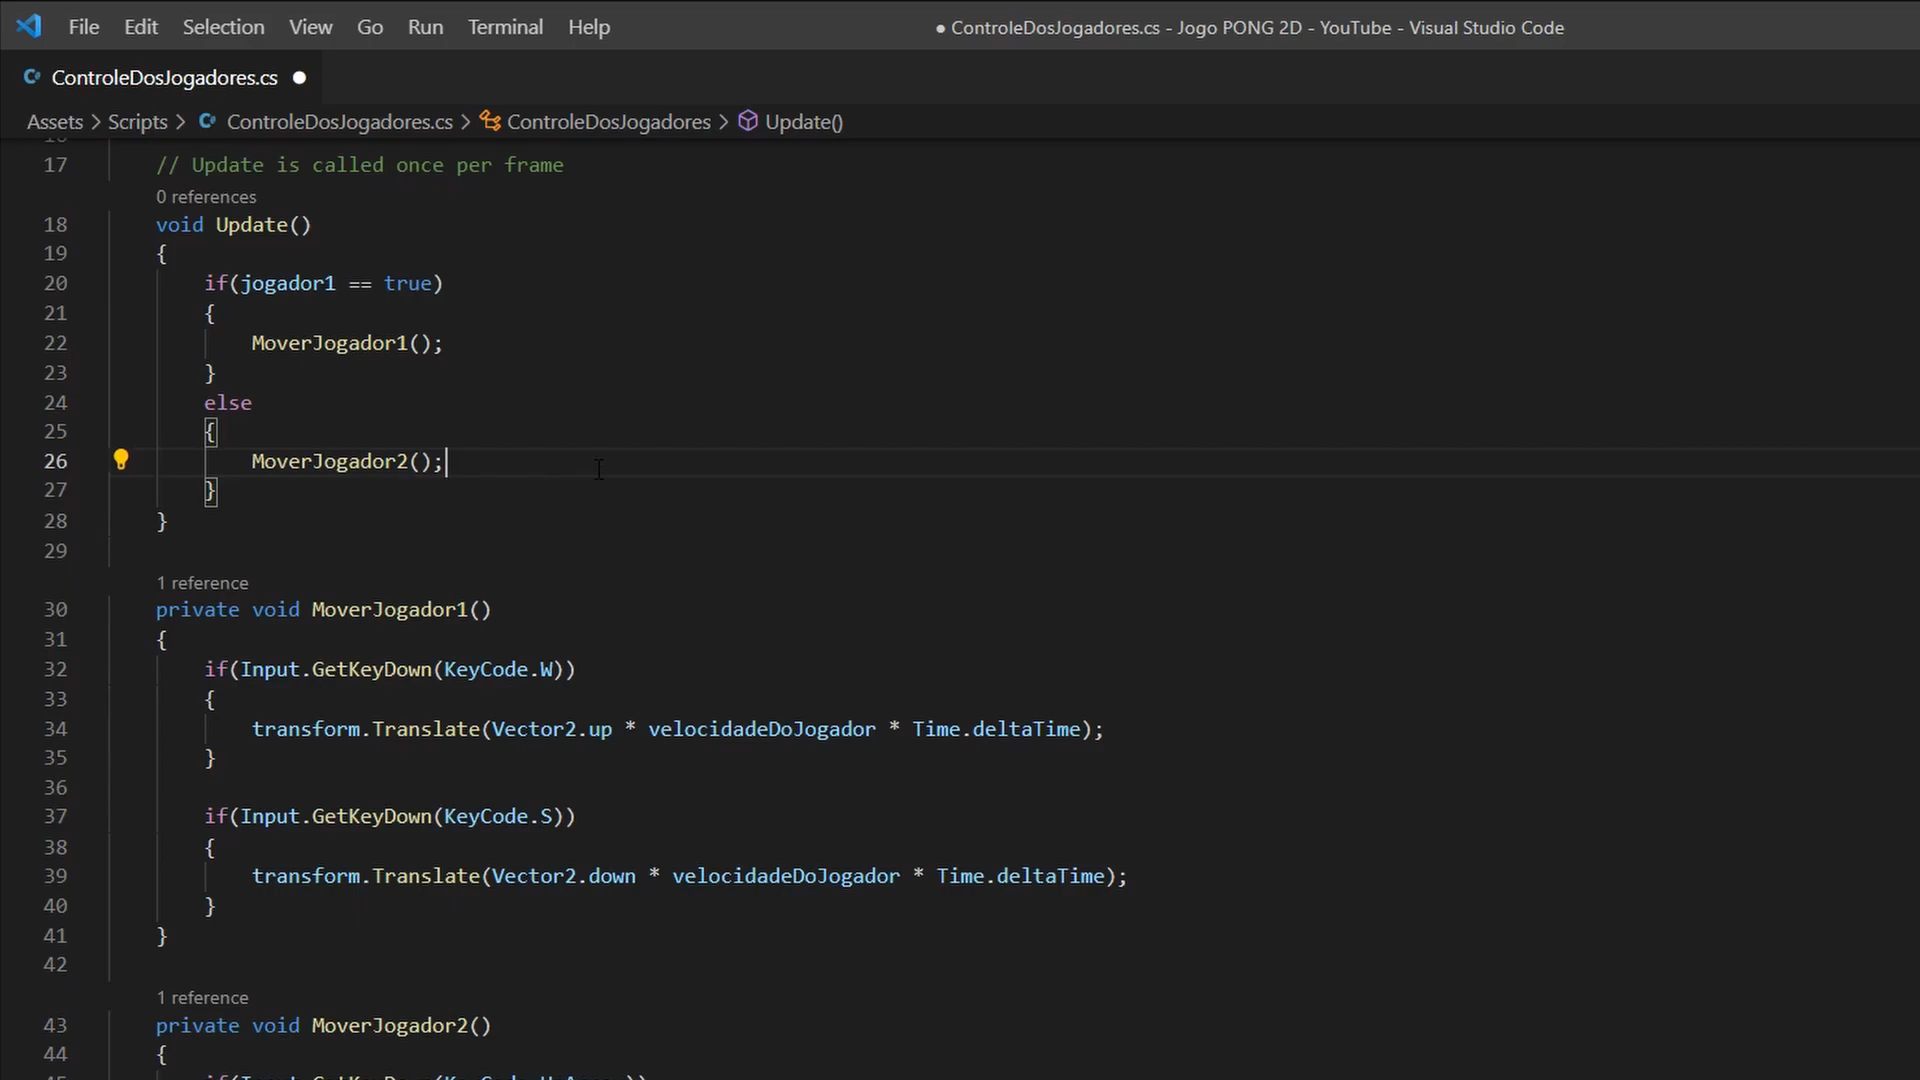 File Edit Selection View Go Run Terminal Help ● ControleDosJogadores.cs - Jogo PONG 2D - YouTube - Visual Studio Code
ControleDosJogadores.cs ●
Assets > Scripts > ControleDosJogadores.cs > ControleDosJogadores > Update()
17 // Update is called once per frame
0 references
18 void Update()
19 {
20 if(jogador1 == true)
21 {
22 MoverJogador1();
23 }
24 else
25 {
26 MoverJogador2();
27 }
28 }
29
1 reference
30 private void MoverJogador1()
31 {
32 if(Input.GetKeyDown(KeyCode.W))
33 {
34 transform.Translate(Vector2.up * velocidadeDoJogador * Time.deltaTime);
35 }
36
37 if(Input.GetKeyDown(KeyCode.S))
38 {
39 transform.Translate(Vector2.down * velocidadeDoJogador * Time.deltaTime);
40 }
41 }
42
1 reference
43 private void MoverJogador2()
44 {